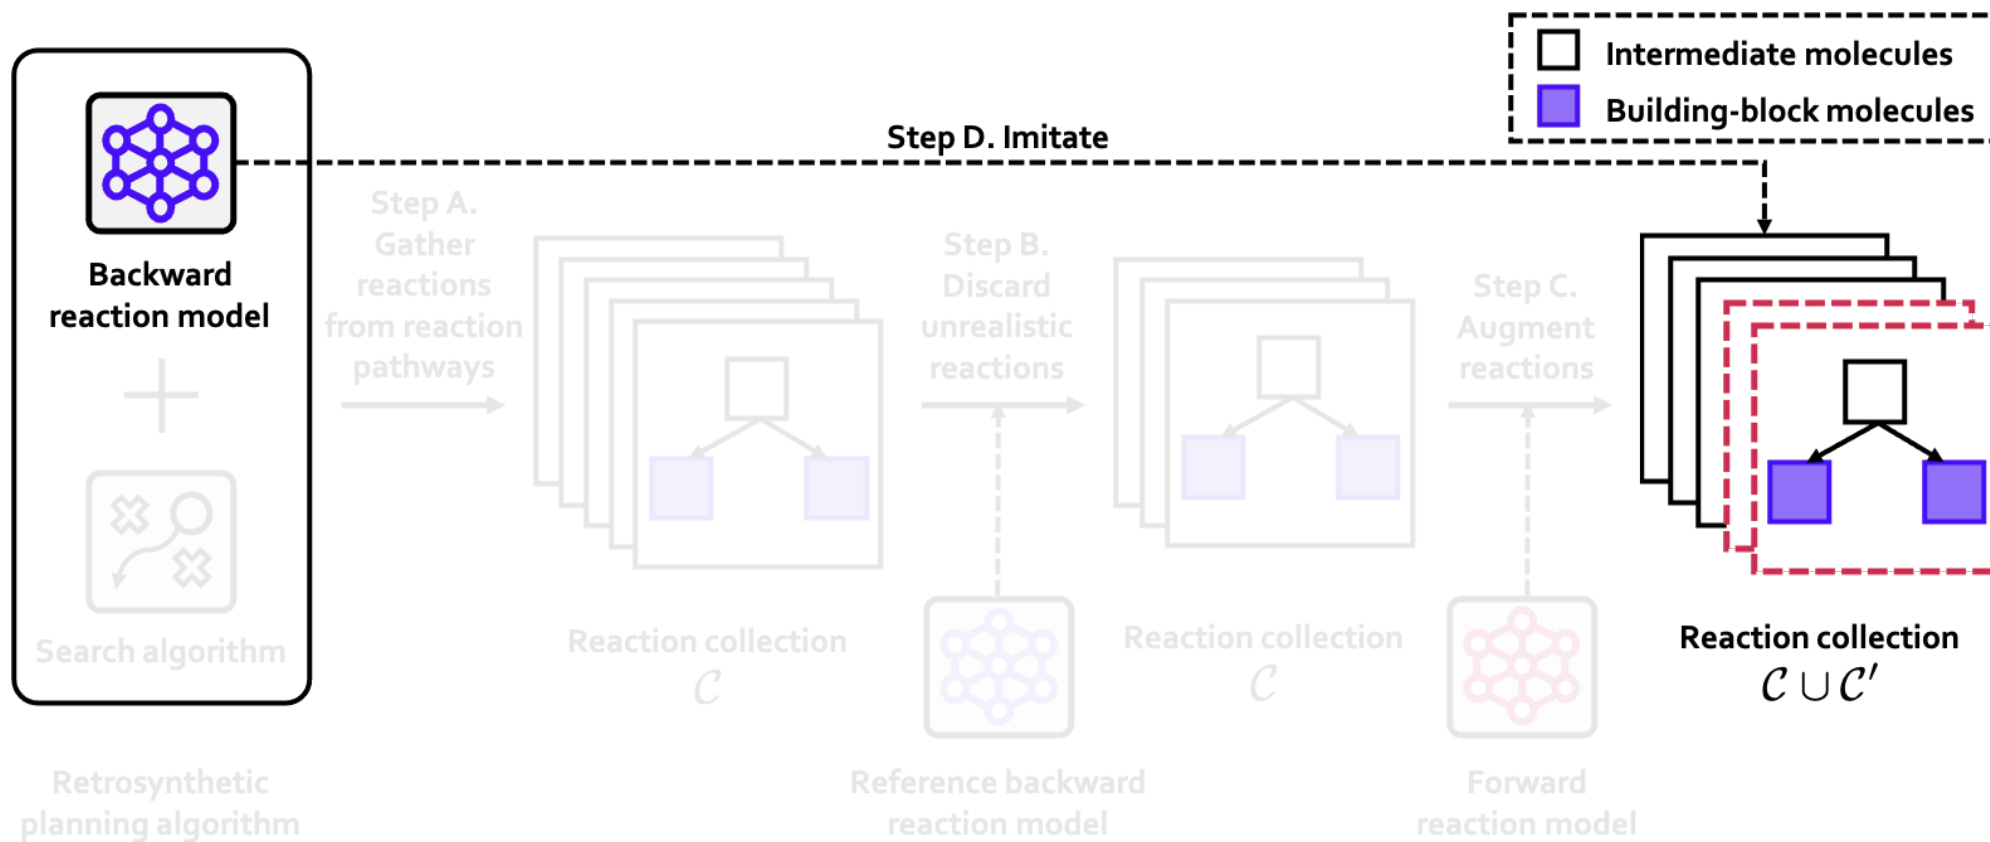 Intermediate molecules
Building-block molecules
Step D. Imitate
Backward
reaction model
Search algorithm
Retrosynthetic
planning algorithm
Step A.
Gather
reactions
from reaction
pathways
Reaction collection
𝒞
Step B.
Discard
unrealistic
reactions
Reference backward
reaction model
Reaction collection
𝒞
Step C.
Augment
reactions
Forward
reaction model
Reaction collection
𝒞 ∪ 𝒞′